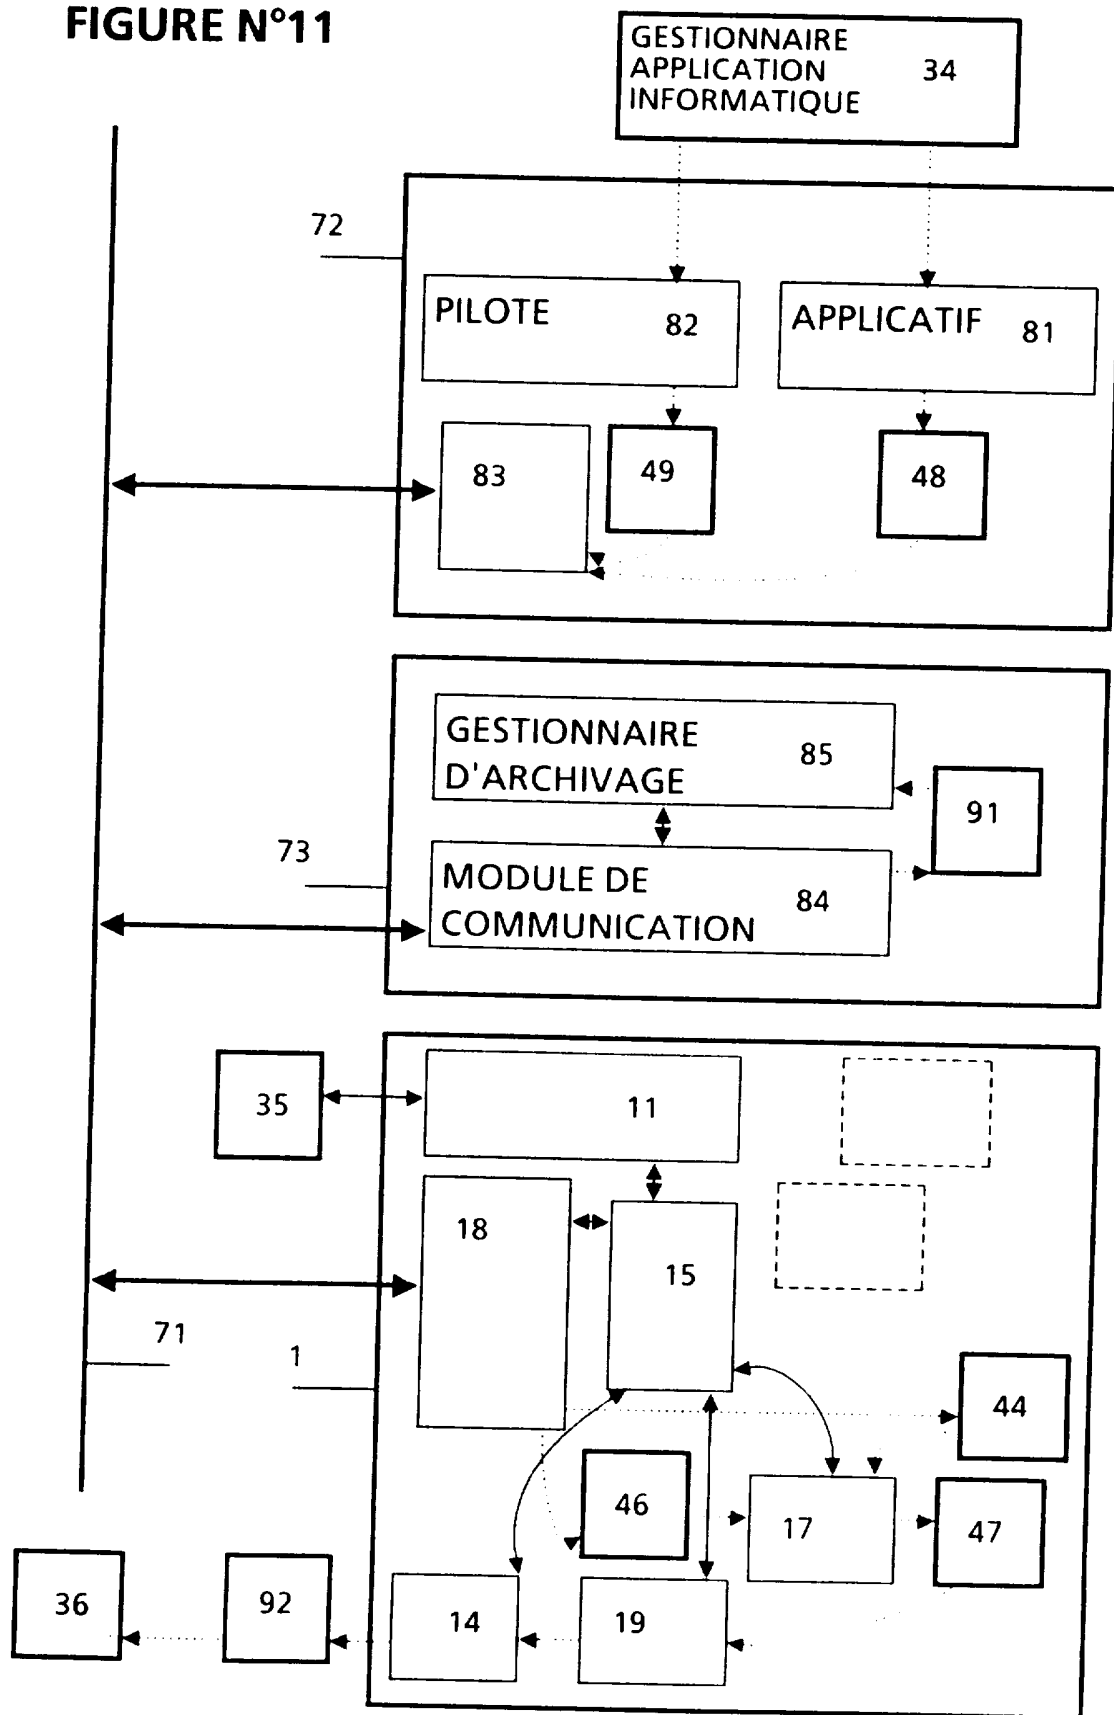 FIGURE N°11
GESTIONNAIRE
APPLICATION 34
INFORMATIQUE
72
PILOTE 82
APPLICATIF 81
83
49
48
GESTIONNAIRE 85
D'ARCHIVAGE
91
73
MODULE DE 84
COMMUNICATION
35
11
18
15
71
1
44
46
17
47
36
92
14
19